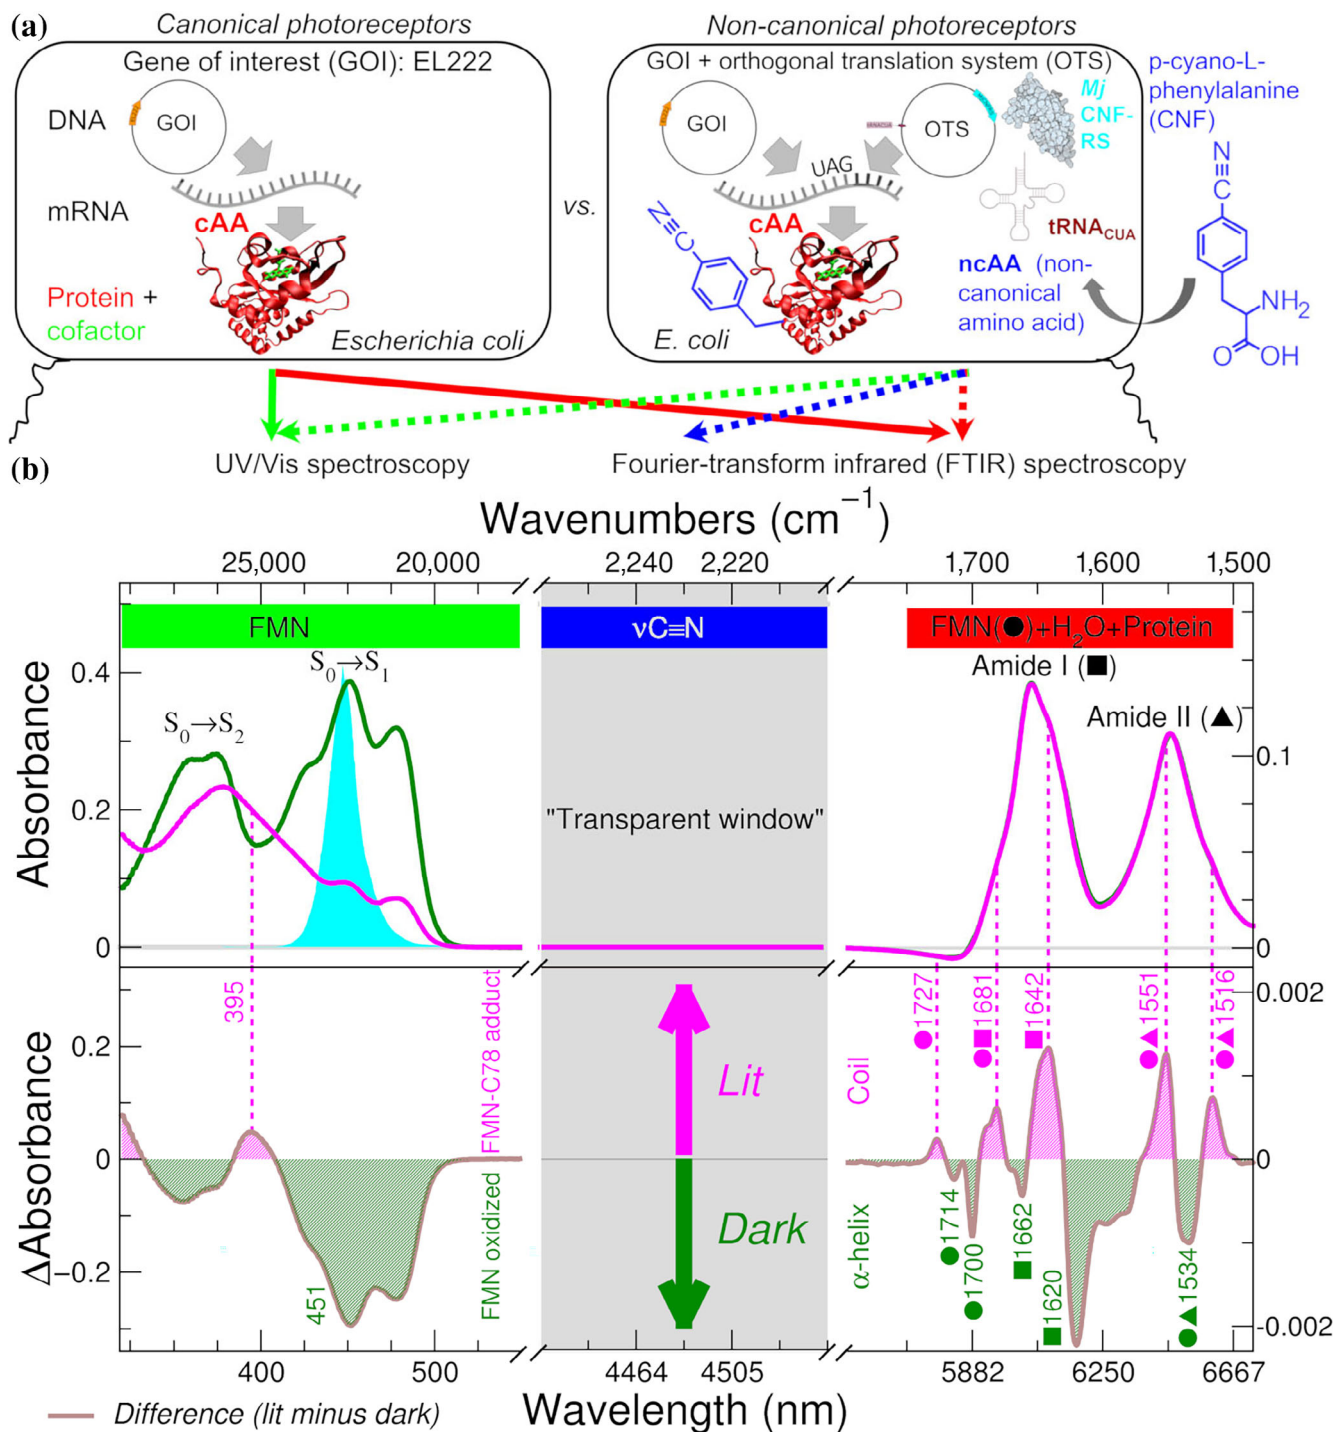 (a)
Canonical photoreceptors
Non-canonical photoreceptors
Gene of interest (GOI): EL222
DNA
GOI
mRNA
cAA
Protein +
cofactor
Escherichia coli
vs.
GOI + orthogonal translation system (OTS)
GOI
OTS
UAG
Mj
CNF-
RS
cAA
N≡C
tRNA_CUA
ncAA (non-
canonical
amino acid)
E. coli
p-cyano-L-
phenylalanine
(CNF)
N
C
NH₂
O
OH
UV/Vis spectroscopy
Fourier-transform infrared (FTIR) spectroscopy
(b)
Wavenumbers (cm⁻¹)
25,000 20,000 2,240 2,220 1,700 1,600 1,500
FMN
νC≡N
FMN(●)+H₂O+Protein
S₀→S₁
S₀→S₂
Amide I (■)
Amide II (▲)
"Transparent window"
Absorbance
0.4
0.2
0
0.1
0
395
FMN-C78 adduct
Lit
●1727
■●1681
■1642
▲●1551
▲●1516
Coil
0.002
0
-0.002
ΔAbsorbance
0.2
0
−0.2
451
FMN oxidized
Dark
α-helix
●1714
●1700
■1662
■1620
▲●1534
400 500 4464 4505 5882 6250 6667
Wavelength (nm)
Difference (lit minus dark)